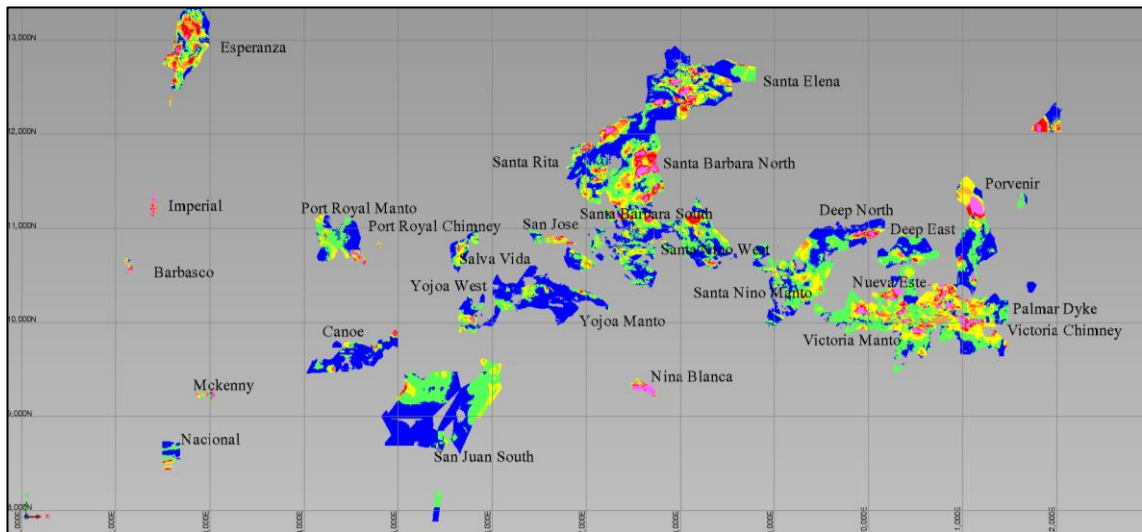 13,000N
Esperanza
Santa Elena
12,000N
Santa Rita
Santa Barbara North
Porvenir
Imperial
Port Royal Manto
Port Royal Chimney
San Jose
Santa Barbara South
Deep North
11,000N
Deep East
Salva Vida
Santa Nino West
Barbasco
Yojoa West
Santa Nino Manto
Nueva Este
Yojoa Manto
Palmar Dyke
10,000N
Canoe
Victoria Manto
Victoria Chimney
Mckenny
Nina Blanca
9,000N
Nacional
San Juan South
X